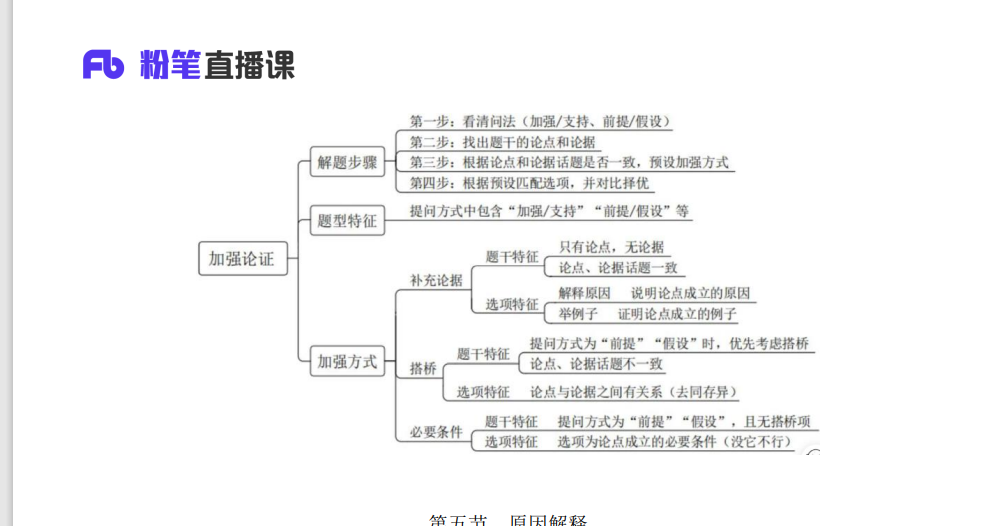 粉笔直播课
加强论证
解题步骤
第一步：看清问法（加强/支持、前提/假设）
第二步：找出题干的论点和论据
第三步：根据论点和论据话题是否一致，预设加强方式
第四步：根据预设匹配选项，并对比择优
题型特征
提问方式中包含“加强/支持”“前提/假设”等
加强方式
补充论据
题干特征
只有论点，无论据
论点、论据话题一致
选项特征
解释原因 说明论点成立的原因
举例子 证明论点成立的例子
搭桥
题干特征
提问方式为“前提”“假设”时，优先考虑搭桥
论点、论据话题不一致
选项特征 论点与论据之间有关系（去同存异）
必要条件
题干特征 提问方式为“前提”“假设”，且无搭桥项
选项特征 选项为论点成立的必要条件（没它不行）
第五节 原因解释